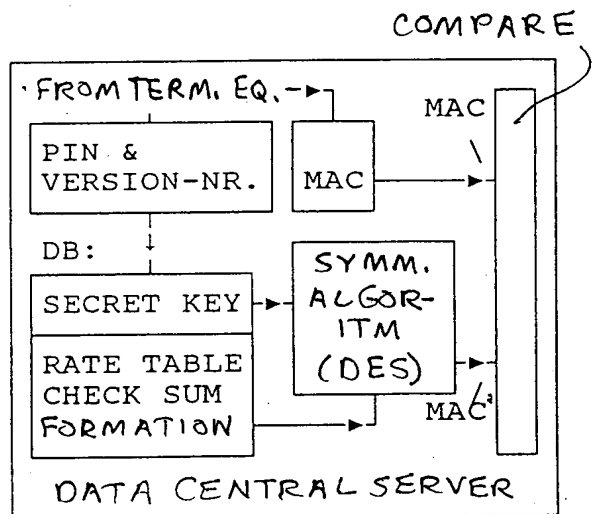 COMPARE
FROM TERM. EQ.
PIN &
VERSION-NR.
MAC
MAC
DB:
SECRET KEY
RATE TABLE
CHECK SUM
FORMATION
SYMM.
ALGOR-
ITM
(DES)
MAC'
DATA CENTRAL SERVER